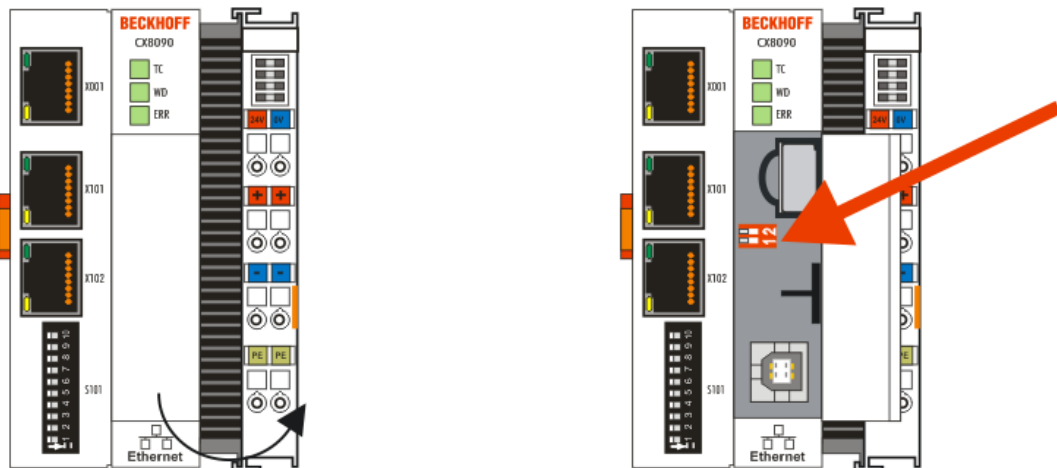 BECKHOFF
CX8090
TC
WD
ERR
X001
X101
X102
S101
1 2 3 4 5 6 7 8 9 10
24V 0V
+ +
- -
PE PE
Ethernet
BECKHOFF
CX8090
TC
WD
ERR
X001
X101
X102
S101
1 2 3 4 5 6 7 8 9 10
1 2
24V 0V
+
-
PE
Ethernet